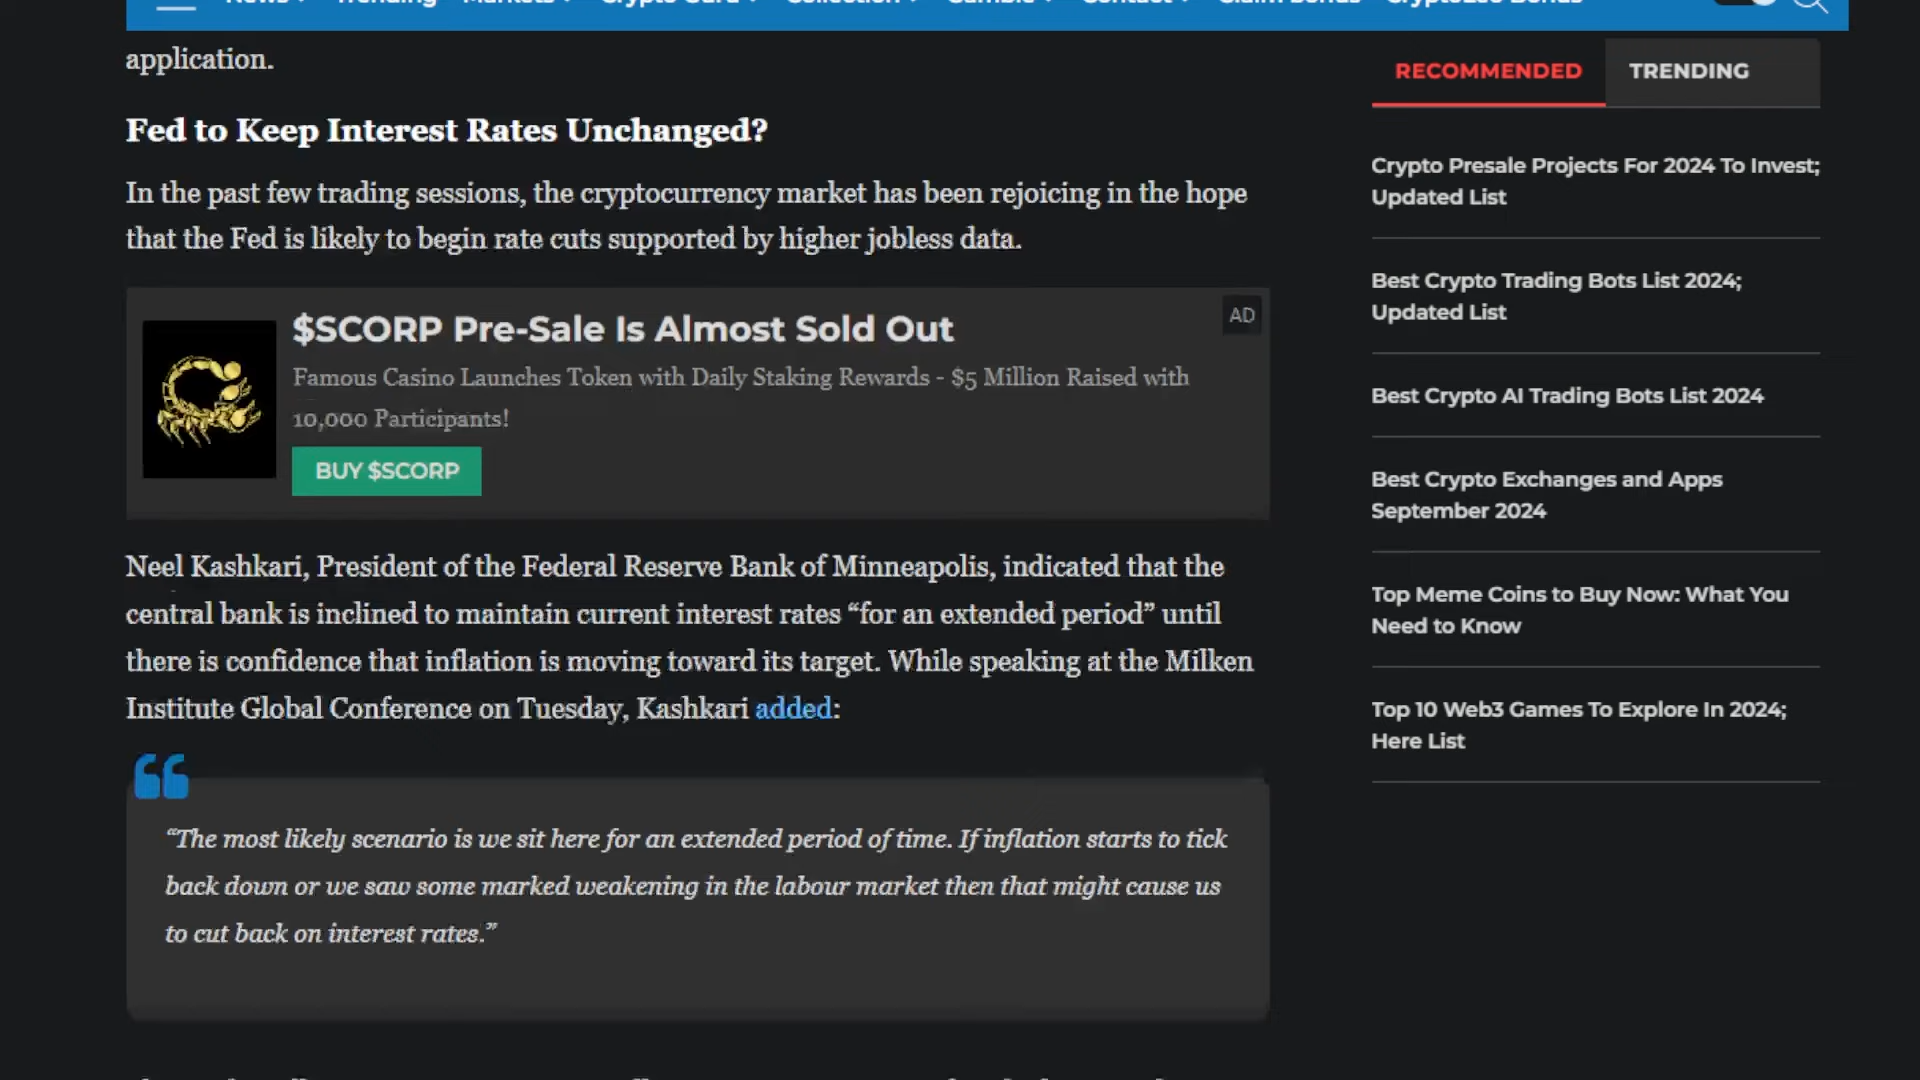 News
Trending
Markets
Crypto Guru
Collection
Gamble
Contact
Claim Bonus
application.
Fed to Keep Interest Rates Unchanged?
In the past few trading sessions, the cryptocurrency market has been rejoicing in the hope
that the Fed is likely to begin rate cuts supported by higher jobless data.
$SCORP Pre-Sale Is Almost Sold Out
AD
Famous Casino Launches Token with Daily Staking Rewards - $5 Million Raised with
10,000 Participants!
BUY $SCORP
Neel Kashkari, President of the Federal Reserve Bank of Minneapolis, indicated that the
central bank is inclined to maintain current interest rates “for an extended period” until
there is confidence that inflation is moving toward its target. While speaking at the Milken
Institute Global Conference on Tuesday, Kashkari added:
“The most likely scenario is we sit here for an extended period of time. If inflation starts to tick
back down or we saw some marked weakening in the labour market then that might cause us
to cut back on interest rates.”
RECOMMENDED
TRENDING
Crypto Presale Projects For 2024 To Invest;
Updated List
Best Crypto Trading Bots List 2024;
Updated List
Best Crypto AI Trading Bots List 2024
Best Crypto Exchanges and Apps
September 2024
Top Meme Coins to Buy Now: What You
Need to Know
Top 10 Web3 Games To Explore In 2024;
Here List